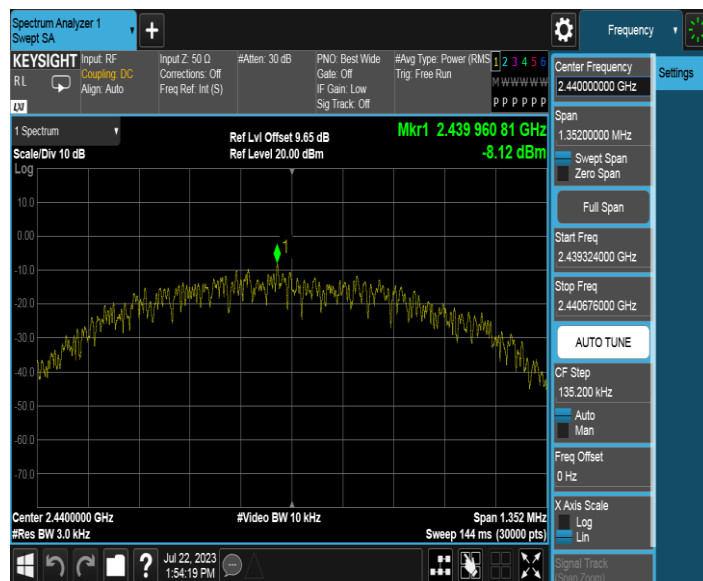 Spectrum Analyzer 1
Swept SA
+
Frequency
KEYSIGHT
Input: RF
Input Z: 50 Ω
#Atten: 30 dB
PNO: Best Wide
#Avg Type: Power (RMS
1 2 3 4 5 6
RL
Coupling: DC
Corrections: Off
Gate: Off
Trig: Free Run
M W W W W W
Align: Auto
Freq Ref: Int (S)
IF Gain: Low
Sig Track: Off
P P P P P P
LXI
1 Spectrum
Ref Lvl Offset 9.65 dB
Mkr1 2.439 960 81 GHz
Scale/Div 10 dB
Ref Level 20.00 dBm
-8.12 dBm
Log
10.0
0.00
1
-10.0
-20.0
-30.0
-40.0
-50.0
-60.0
-70.0
Center 2.4400000 GHz
#Video BW 10 kHz
Span 1.352 MHz
#Res BW 3.0 kHz
Sweep 144 ms (30000 pts)
Center Frequency
2.440000000 GHz
Settings
Span
1.35200000 MHz
Swept Span
Zero Span
Full Span
Start Freq
2.439324000 GHz
Stop Freq
2.440676000 GHz
AUTO TUNE
CF Step
135.200 kHz
Auto
Man
Freq Offset
0 Hz
X Axis Scale
Log
Lin
Signal Track
(Span Zoom)
?
Jul 22, 2023
1:54:19 PM